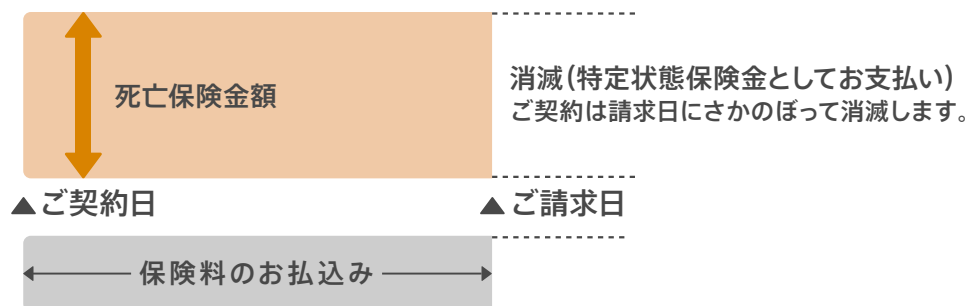 死亡保険金額
消滅（特定状態保険金としてお支払い）
ご契約は請求日にさかのぼって消滅します。
▲ご契約日
▲ご請求日
保険料のお払込み